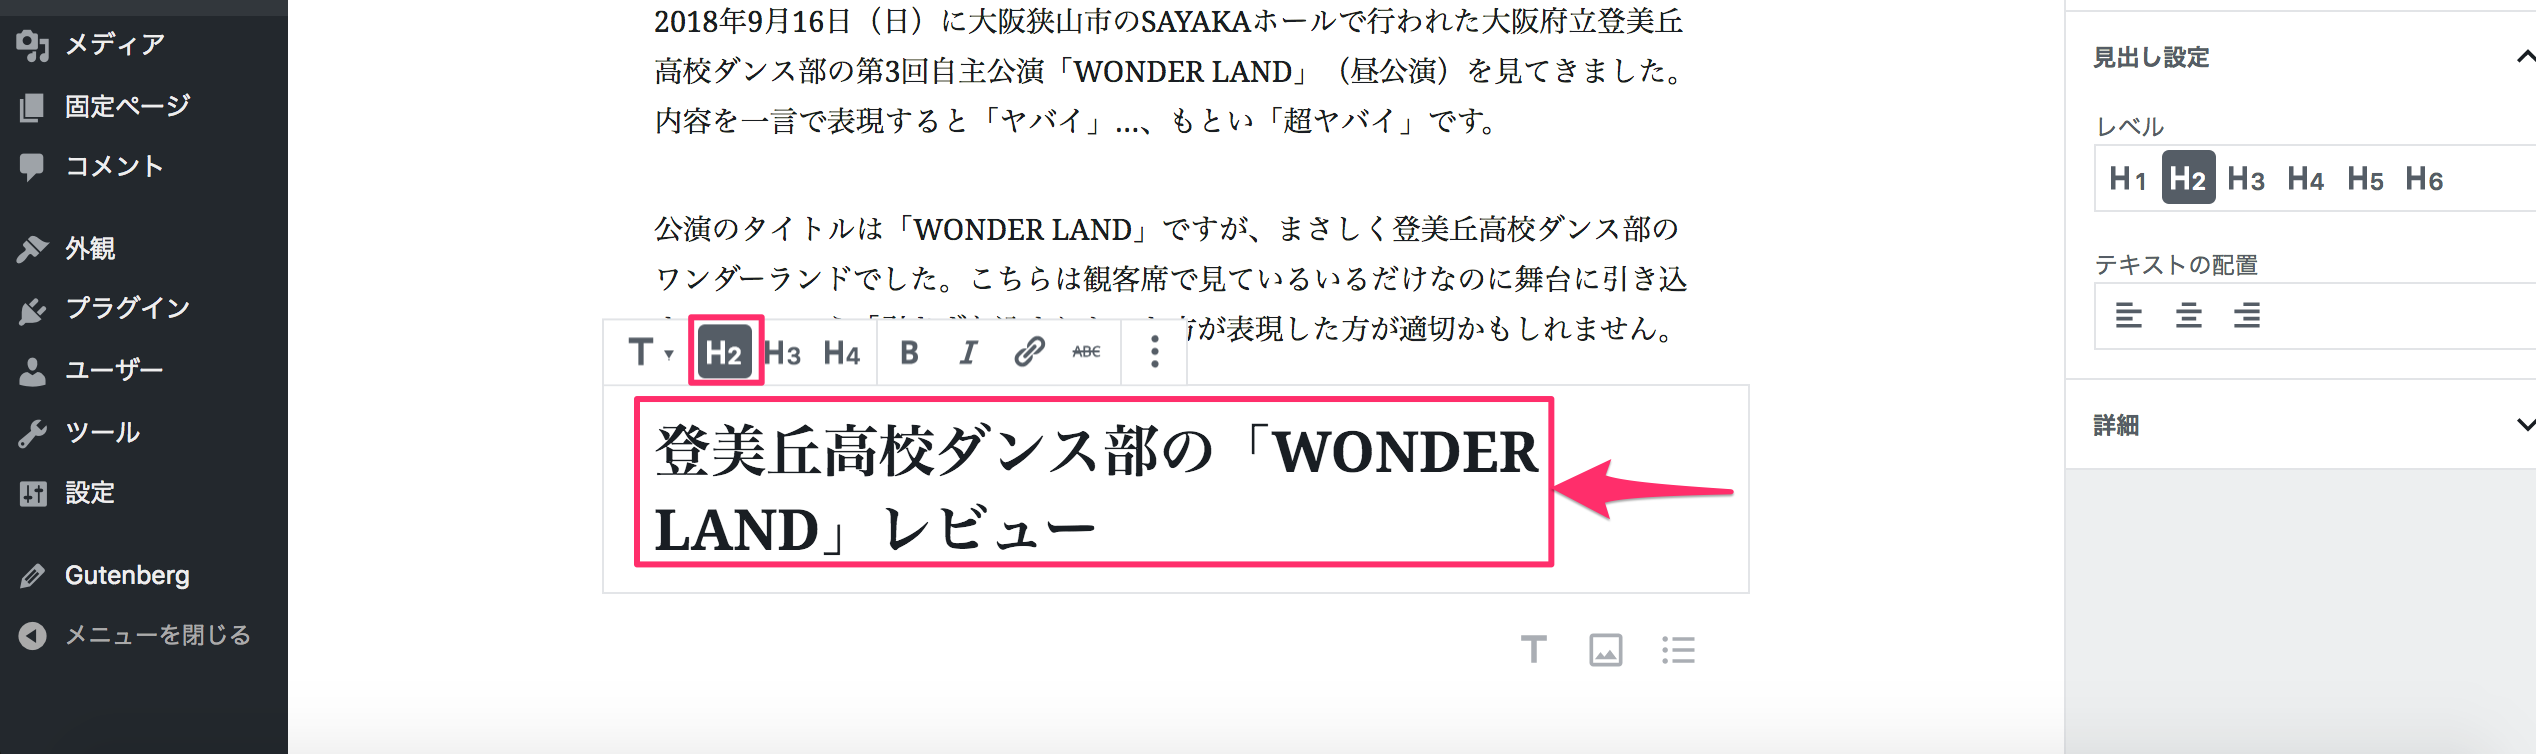 メディア
固定ページ
コメント
外観
プラグイン
ユーザー
ツール
設定
Gutenberg
メニューを閉じる
2018年9月16日（日）に大阪狭山市のSAYAKAホールで行われた大阪府立登美丘
高校ダンス部の第3回自主公演「WONDER LAND」（昼公演）を見てきました。
内容を一言で表現すると「ヤバイ」…、もとい「超ヤバイ」です。
公演のタイトルは「WONDER LAND」ですが、まさしく登美丘高校ダンス部の
ワンダーランドでした。こちらは観客席で見ているいるだけなのに舞台に引き込
が表現した方が適切かもしれません。
T H2 H3 H4 B I ABC
登美丘高校ダンス部の「WONDER
LAND」レビュー
T
見出し設定
レベル
H1 H2 H3 H4 H5 H6
テキストの配置
詳細